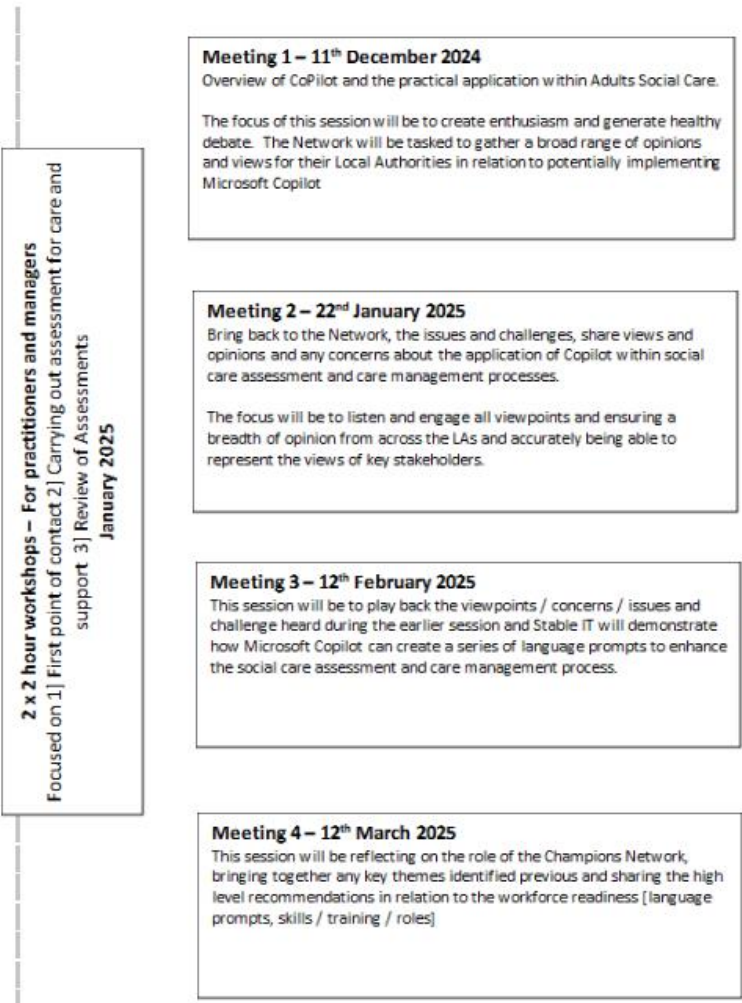 2 x 2 hour workshops – For practitioners and managers
Focused on 1] First point of contact 2] Carrying out assessment for care and
support 3] Review of Assessments
January 2025
Meeting 1 – 11th December 2024
Overview of CoPilot and the practical application within Adults Social Care.
The focus of this session will be to create enthusiasm and generate healthy
debate. The Network will be tasked to gather a broad range of opinions
and views for their Local Authorities in relation to potentially implementing
Microsoft Copilot
Meeting 2 – 22nd January 2025
Bring back to the Network, the issues and challenges, share views and
opinions and any concerns about the application of Copilot within social
care assessment and care management processes.
The focus will be to listen and engage all viewpoints and ensuring a
breadth of opinion from across the LAs and accurately being able to
represent the views of key stakeholders.
Meeting 3 – 12th February 2025
This session will be to play back the viewpoints / concerns / issues and
challenge heard during the earlier session and Stable IT will demonstrate
how Microsoft Copilot can create a series of language prompts to enhance
the social care assessment and care management process.
Meeting 4 – 12th March 2025
This session will be reflecting on the role of the Champions Network,
bringing together any key themes identified previous and sharing the high
level recommendations in relation to the workforce readiness [language
prompts, skills / training / roles]